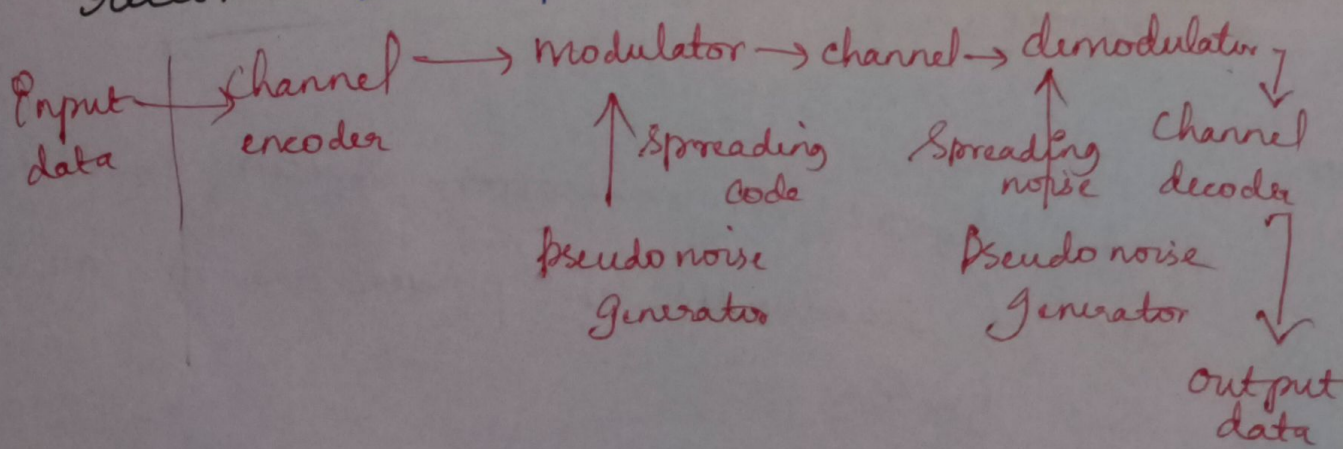 Input data
Channel encoder
modulator
channel
demodulator
Spreading code
Spreading noise
Channel decoder
Pseudo noise generator
Pseudo noise generator
output data